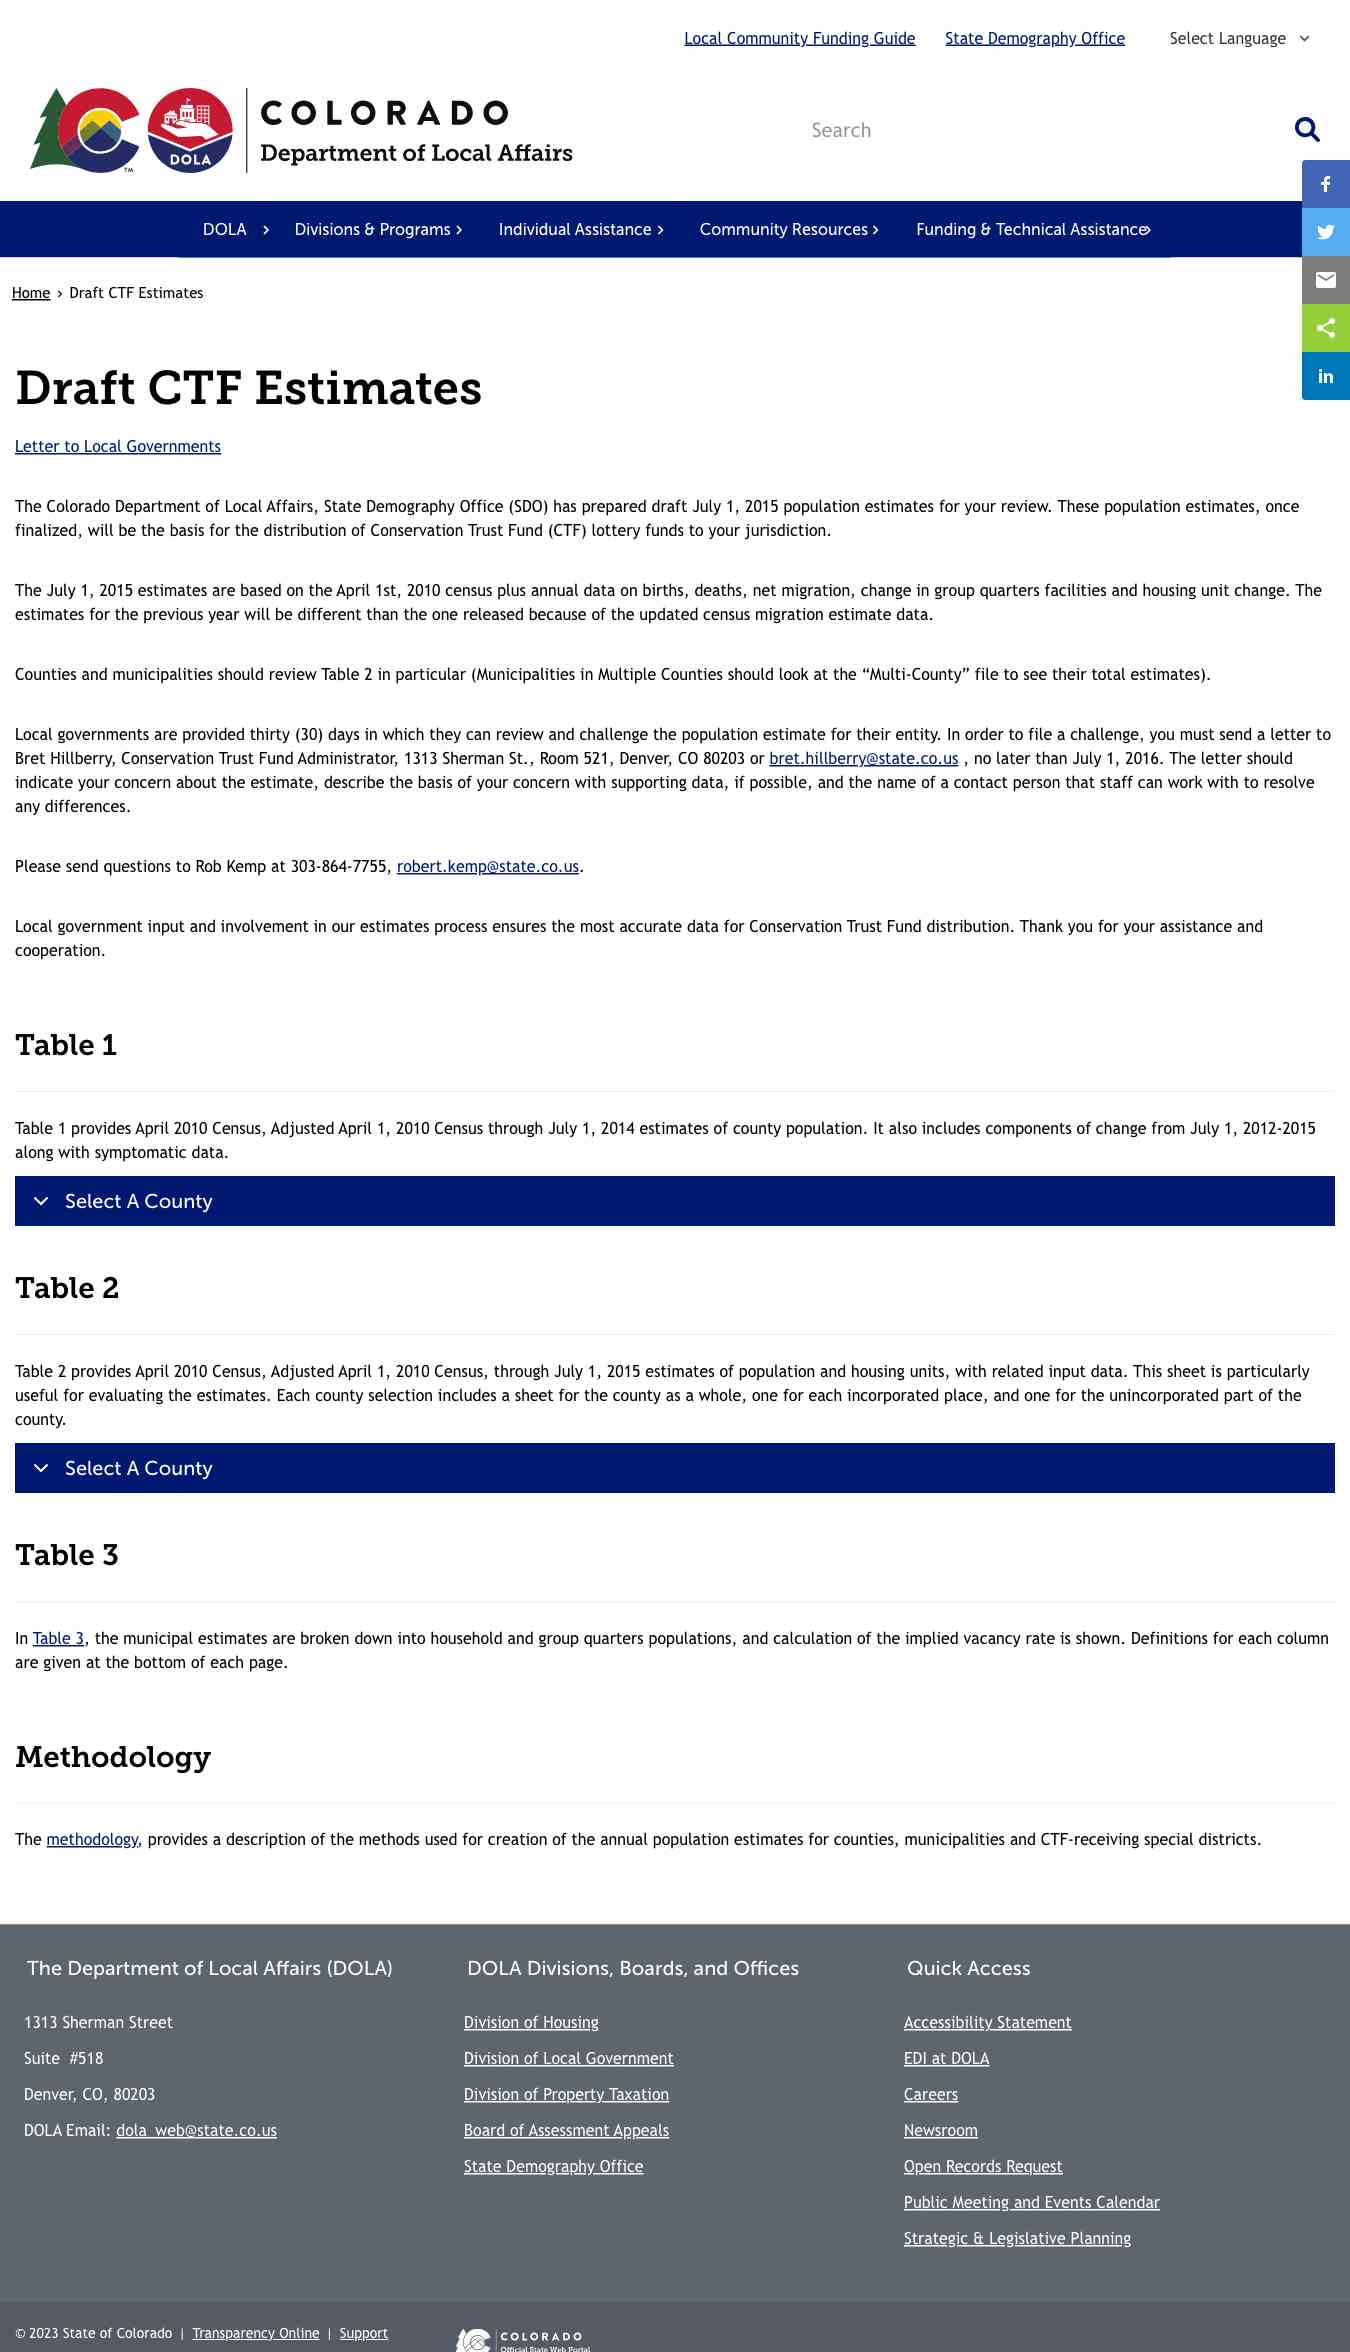 Local Community Funding Guide State Demography Office Select Language
COLORADO
Department of Local Affairs
DOLA
TM
Search
DOLA Divisions & Programs Individual Assistance Community Resources Funding & Technical Assistance
Home › Draft CTF Estimates
Draft CTF Estimates
Letter to Local Governments
The Colorado Department of Local Affairs, State Demography Office (SDO) has prepared draft July 1, 2015 population estimates for your review. These population estimates, once
finalized, will be the basis for the distribution of Conservation Trust Fund (CTF) lottery funds to your jurisdiction.
The July 1, 2015 estimates are based on the April 1st, 2010 census plus annual data on births, deaths, net migration, change in group quarters facilities and housing unit change. The
estimates for the previous year will be different than the one released because of the updated census migration estimate data.
Counties and municipalities should review Table 2 in particular (Municipalities in Multiple Counties should look at the “Multi-County” file to see their total estimates).
Local governments are provided thirty (30) days in which they can review and challenge the population estimate for their entity. In order to file a challenge, you must send a letter to
Bret Hillberry, Conservation Trust Fund Administrator, 1313 Sherman St., Room 521, Denver, CO 80203 or bret.hillberry@state.co.us , no later than July 1, 2016. The letter should
indicate your concern about the estimate, describe the basis of your concern with supporting data, if possible, and the name of a contact person that staff can work with to resolve
any differences.
Please send questions to Rob Kemp at 303-864-7755, robert.kemp@state.co.us.
Local government input and involvement in our estimates process ensures the most accurate data for Conservation Trust Fund distribution. Thank you for your assistance and
cooperation.
Table 1
Table 1 provides April 2010 Census, Adjusted April 1, 2010 Census through July 1, 2014 estimates of county population. It also includes components of change from July 1, 2012-2015
along with symptomatic data.
Select A County
Table 2
Table 2 provides April 2010 Census, Adjusted April 1, 2010 Census, through July 1, 2015 estimates of population and housing units, with related input data. This sheet is particularly
useful for evaluating the estimates. Each county selection includes a sheet for the county as a whole, one for each incorporated place, and one for the unincorporated part of the
county.
Select A County
Table 3
In Table 3, the municipal estimates are broken down into household and group quarters populations, and calculation of the implied vacancy rate is shown. Definitions for each column
are given at the bottom of each page.
Methodology
The methodology, provides a description of the methods used for creation of the annual population estimates for counties, municipalities and CTF-receiving special districts.
The Department of Local Affairs (DOLA)
1313 Sherman Street
Suite #518
Denver, CO, 80203
DOLA Email: dola_web@state.co.us
DOLA Divisions, Boards, and Offices
Division of Housing
Division of Local Government
Division of Property Taxation
Board of Assessment Appeals
State Demography Office
Quick Access
Accessibility Statement
EDI at DOLA
Careers
Newsroom
Open Records Request
Public Meeting and Events Calendar
Strategic & Legislative Planning
© 2023 State of Colorado | Transparency Online | Support
COLORADO
Official State Web Portal